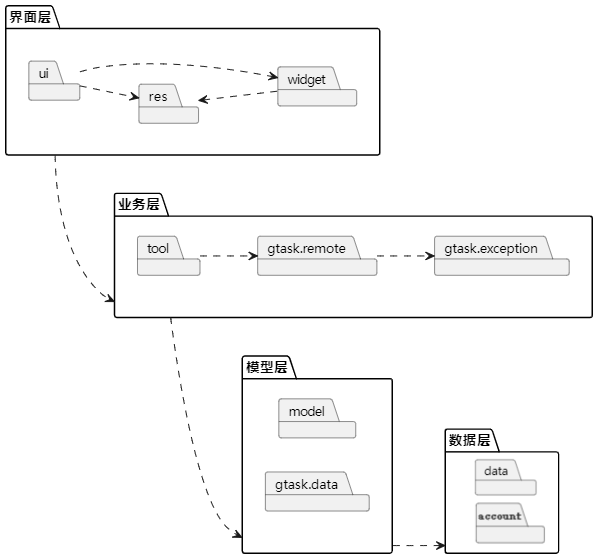 界面层
ui
res
widget
业务层
tool
gtask.remote
gtask.exception
模型层
model
gtask.data
数据层
data
account